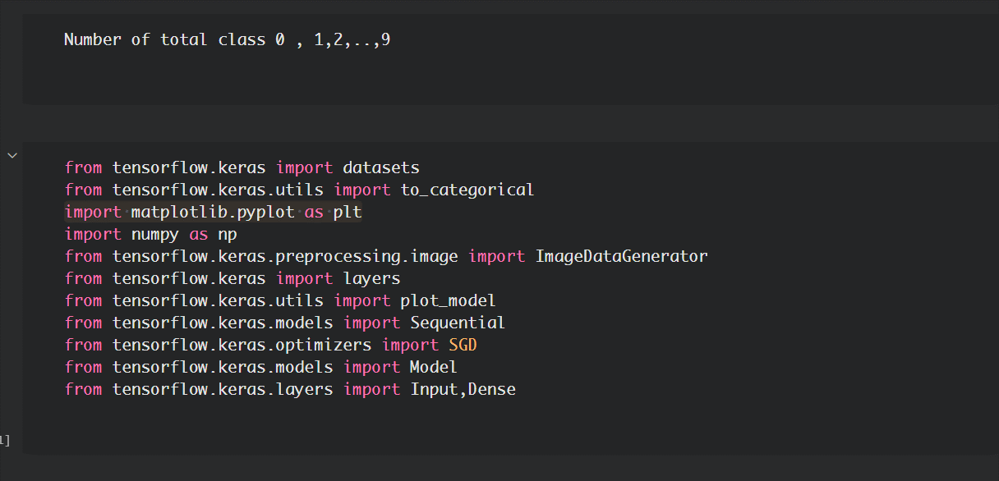 Number of total class 0 , 1,2,..,9
from tensorflow.keras import datasets
from tensorflow.keras.utils import to_categorical
import matplotlib.pyplot as plt
import numpy as np
from tensorflow.keras.preprocessing.image import ImageDataGenerator
from tensorflow.keras import layers
from tensorflow.keras.utils import plot_model
from tensorflow.keras.models import Sequential
from tensorflow.keras.optimizers import SGD
from tensorflow.keras.models import Model
from tensorflow.keras.layers import Input,Dense